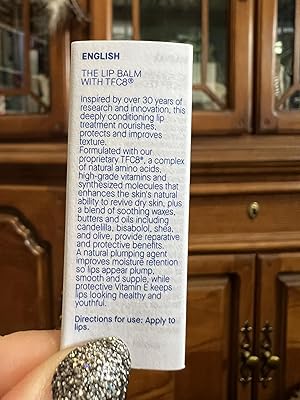 ENGLISH
THE LIP BALM
WITH TFC8®
Inspired by over 30 years of
research and innovation, this
deeply conditioning lip
treatment nourishes,
protects and improves
texture.
Formulated with our
proprietary TFC8®, a complex
of natural amino acids,
high-grade vitamins and
synthesized molecules that
enhances the skin's natural
ability to revive dry skin, plus
a blend of soothing waxes,
butters and oils including
candelilla, bisabolol, shea,
and olive, provide reparative
and protective benefits.
A natural plumping agent
improves moisture retention
so lips appear plump,
smooth and supple, while
protective Vitamin E keeps
lips looking healthy and
youthful.
Directions for use: Apply to
lips.